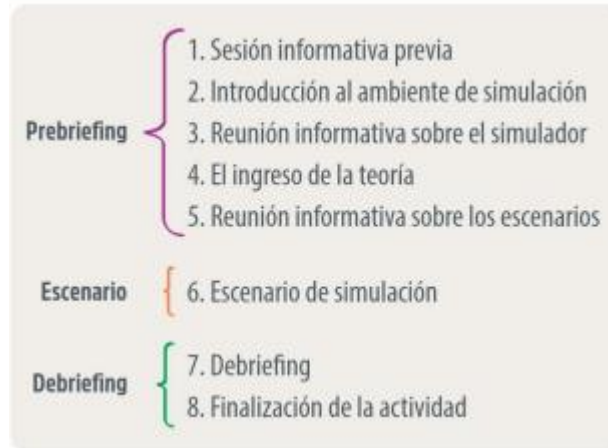 Prebriefing
1. Sesión informativa previa
2. Introducción al ambiente de simulación
3. Reunión informativa sobre el simulador
4. El ingreso de la teoría
5. Reunión informativa sobre los escenarios
Escenario
6. Escenario de simulación
Debriefing
7. Debriefing
8. Finalización de la actividad